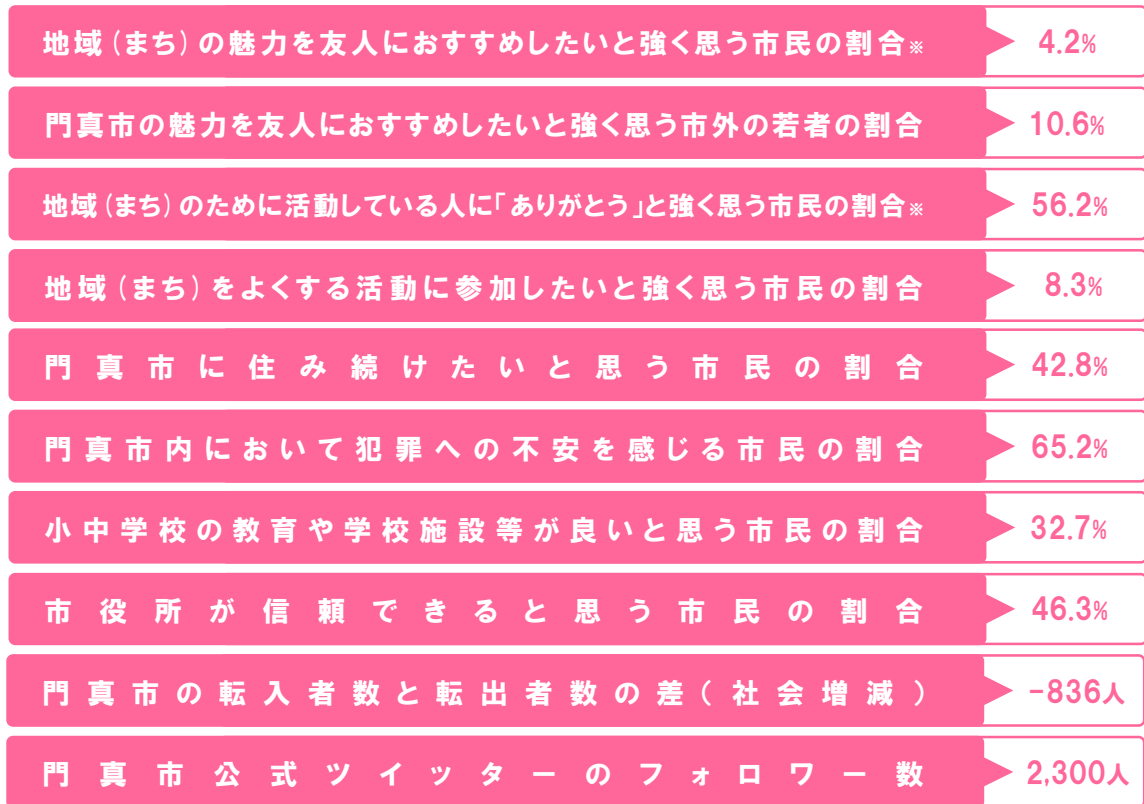 地域(まち)の魅力を友人におすすめしたいと強く思う市民の割合※ 4.2%
門真市の魅力を友人におすすめしたいと強く思う市外の若者の割合 10.6%
地域(まち)のために活動している人に「ありがとう」と強く思う市民の割合※ 56.2%
地域(まち)をよくする活動に参加したいと強く思う市民の割合 8.3%
門真市に住み続けたいと思う市民の割合 42.8%
門真市内において犯罪への不安を感じる市民の割合 65.2%
小中学校の教育や学校施設等が良いと思う市民の割合 32.7%
市役所が信頼できると思う市民の割合 46.3%
門真市の転入者数と転出者数の差(社会増減) -836人
門真市公式ツイッターのフォロワー数 2,300人